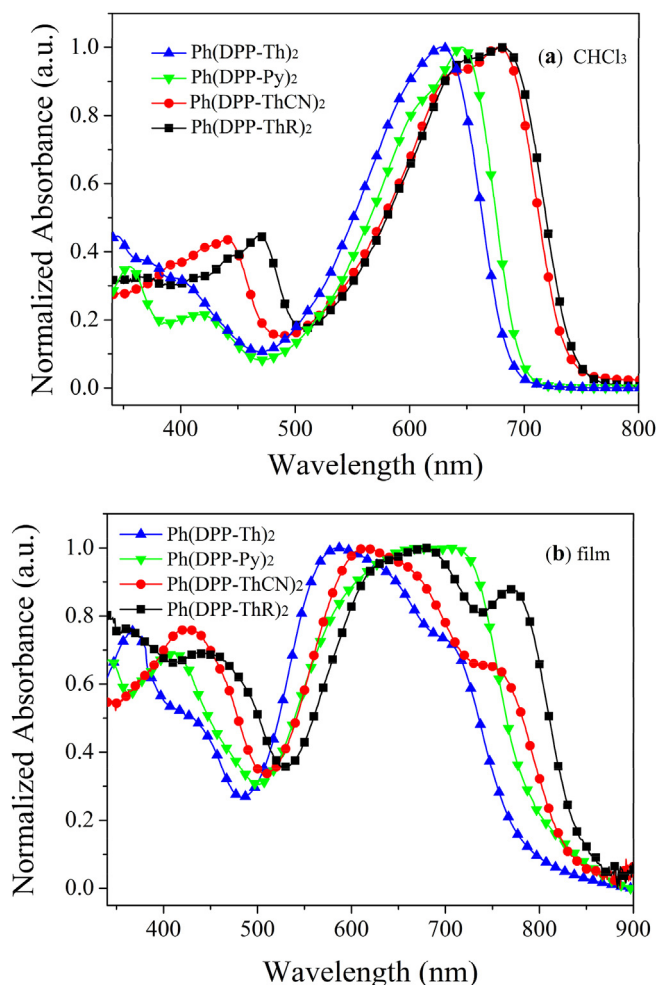 Normalized Absorbance (a.u.)
1.0
0.8
0.6
0.4
0.2
0.0
Ph(DPP-Th)2
Ph(DPP-Py)2
Ph(DPP-ThCN)2
Ph(DPP-ThR)2
(a) CHCl₃
400 500 600 700 800
Wavelength (nm)
Normalized Absorbance (a.u.)
1.0
0.8
0.6
0.4
0.2
0.0
Ph(DPP-Th)2
Ph(DPP-Py)2
Ph(DPP-ThCN)2
Ph(DPP-ThR)2
(b) film
400 500 600 700 800 900
Wavelength (nm)